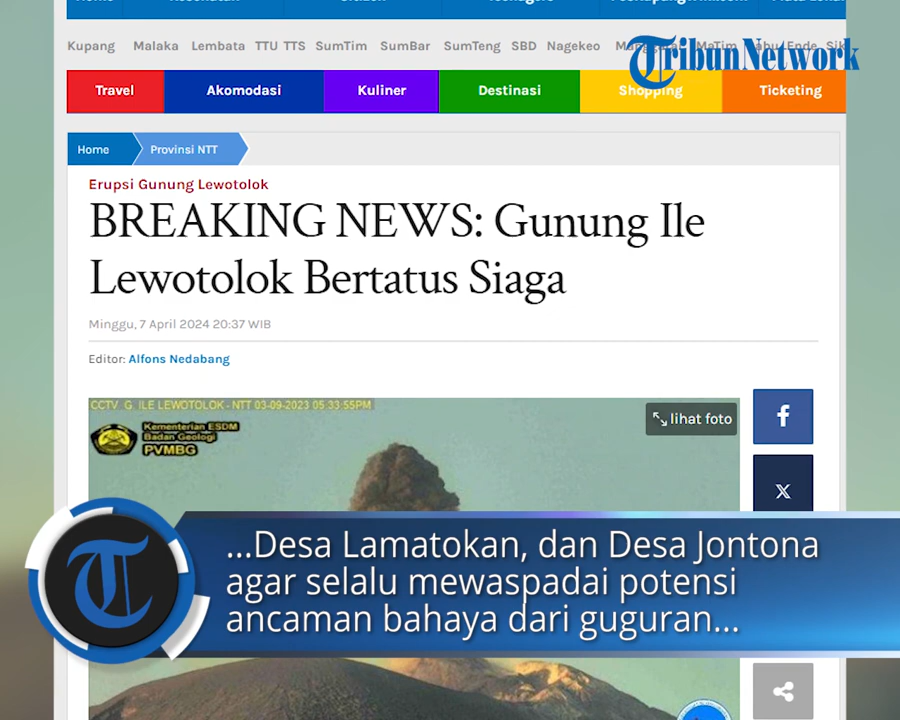 Kupang Malaka Lembata TTU TTS SumTim SumBar SumTeng SBD Nagekeo
TribunNetwork
Travel Akomodasi Kuliner Destinasi Shopping Ticketing
Home Provinsi NTT
Erupsi Gunung Lewotolok
BREAKING NEWS: Gunung Ile
Lewotolok Bertatus Siaga
Minggu, 7 April 2024 20:37 WIB
Editor: Alfons Nedabang
CCTV G. ILE LEWOTOLOK - NTT 03-09-2023 05:33:55PM
lihat foto
Kementerian ESDM
Badan Geologi
PVMBG
...Desa Lamatokan, dan Desa Jontona
agar selalu mewaspadai potensi
ancaman bahaya dari guguran...